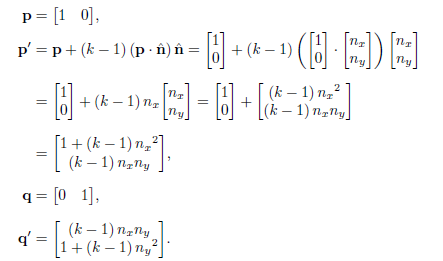 p = [1 0],
p′ = p + (k − 1) (p · n̂) n̂ = [1 0] + (k − 1) ([1 0] · [nₓ n_y]) [nₓ n_y]
= [1 0] + (k − 1) nₓ [nₓ n_y] = [1 0] + [(k − 1) nₓ² (k − 1) nₓn_y]
= [1 + (k − 1) nₓ² (k − 1) nₓn_y],
q = [0 1],
q′ = [(k − 1) nₓn_y 1 + (k − 1) n_y²].